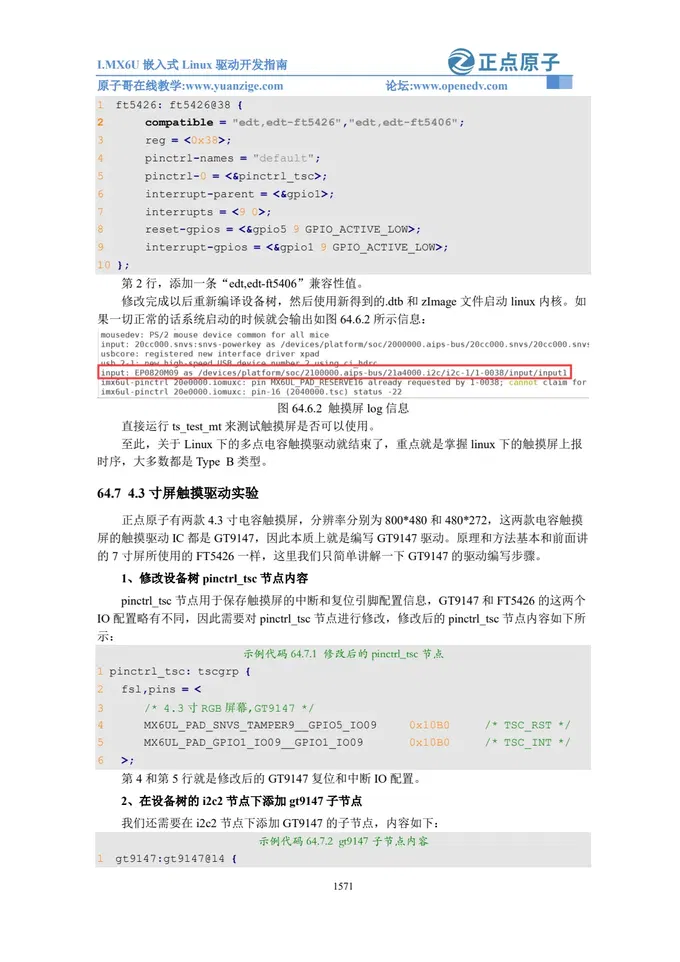 I.MX6U 嵌入式 Linux 驱动开发指南
正点原子
原子哥在线教学:www.yuanzige.com 论坛:www.openedv.com
1 ft5426: ft5426@38 {
2 compatible = "edt,edt-ft5426","edt,edt-ft5406";
3 reg = <0x38>;
4 pinctrl-names = "default";
5 pinctrl-0 = <&pinctrl_tsc>;
6 interrupt-parent = <&gpio1>;
7 interrupts = <9 0>;
8 reset-gpios = <&gpio5 9 GPIO_ACTIVE_LOW>;
9 interrupt-gpios = <&gpio1 9 GPIO_ACTIVE_LOW>;
10 };
第 2 行，添加一条“edt,edt-ft5406”兼容性值。
修改完成以后重新编译设备树，然后使用新得到的.dtb 和 zImage 文件启动 linux 内核。如
果一切正常的话系统启动的时候就会输出如图 64.6.2 所示信息：
mousedev: PS/2 mouse device common for all mice
input: 20cc000.snvs:snvs-powerkey as /devices/platform/soc/2000000.aips-bus/20cc000.snvs/20cc000.snvs
usbcore: registered new interface driver xpad
usb 2-1: new high-speed USB device number 2 using ci_hdrc
input: EP0820M09 as /devices/platform/soc/2100000.aips-bus/21a4000.i2c/i2c-1/1-0038/input/input1
imx6ul-pinctrl 20e0000.iomuxc: pin MX6UL_PAD_RESERVE16 already requested by 1-0038; cannot claim for
imx6ul-pinctrl 20e0000.iomuxc: pin-16 (2040000.tsc) status -22
图 64.6.2 触摸屏 log 信息
直接运行 ts_test_mt 来测试触摸屏是否可以使用。
至此，关于 Linux 下的多点电容触摸驱动就结束了，重点就是掌握 linux 下的触摸屏上报
时序，大多数都是 Type B 类型。
64.7 4.3 寸屏触摸驱动实验
正点原子有两款 4.3 寸电容触摸屏，分辨率分别为 800*480 和 480*272，这两款电容触摸
屏的触摸驱动 IC 都是 GT9147，因此本质上就是编写 GT9147 驱动。原理和方法基本和前面讲
的 7 寸屏所使用的 FT5426 一样，这里我们只简单讲解一下 GT9147 的驱动编写步骤。
1、修改设备树 pinctrl_tsc 节点内容
pinctrl_tsc 节点用于保存触摸屏的中断和复位引脚配置信息，GT9147 和 FT5426 的这两个
IO 配置略有不同，因此需要对 pinctrl_tsc 节点进行修改，修改后的 pinctrl_tsc 节点内容如下所
示：
示例代码 64.7.1 修改后的 pinctrl_tsc 节点
1 pinctrl_tsc: tscgrp {
2 fsl,pins = <
3 /* 4.3 寸 RGB 屏幕,GT9147 */
4 MX6UL_PAD_SNVS_TAMPER9__GPIO5_IO09 0x10B0 /* TSC_RST */
5 MX6UL_PAD_GPIO1_IO09__GPIO1_IO09 0x10B0 /* TSC_INT */
6 >;
第 4 和第 5 行就是修改后的 GT9147 复位和中断 IO 配置。
2、在设备树的 i2c2 节点下添加 gt9147 子节点
我们还需要在 i2c2 节点下添加 GT9147 的子节点，内容如下：
示例代码 64.7.2 gt9147 子节点内容
1 gt9147:gt9147@14 {
1571